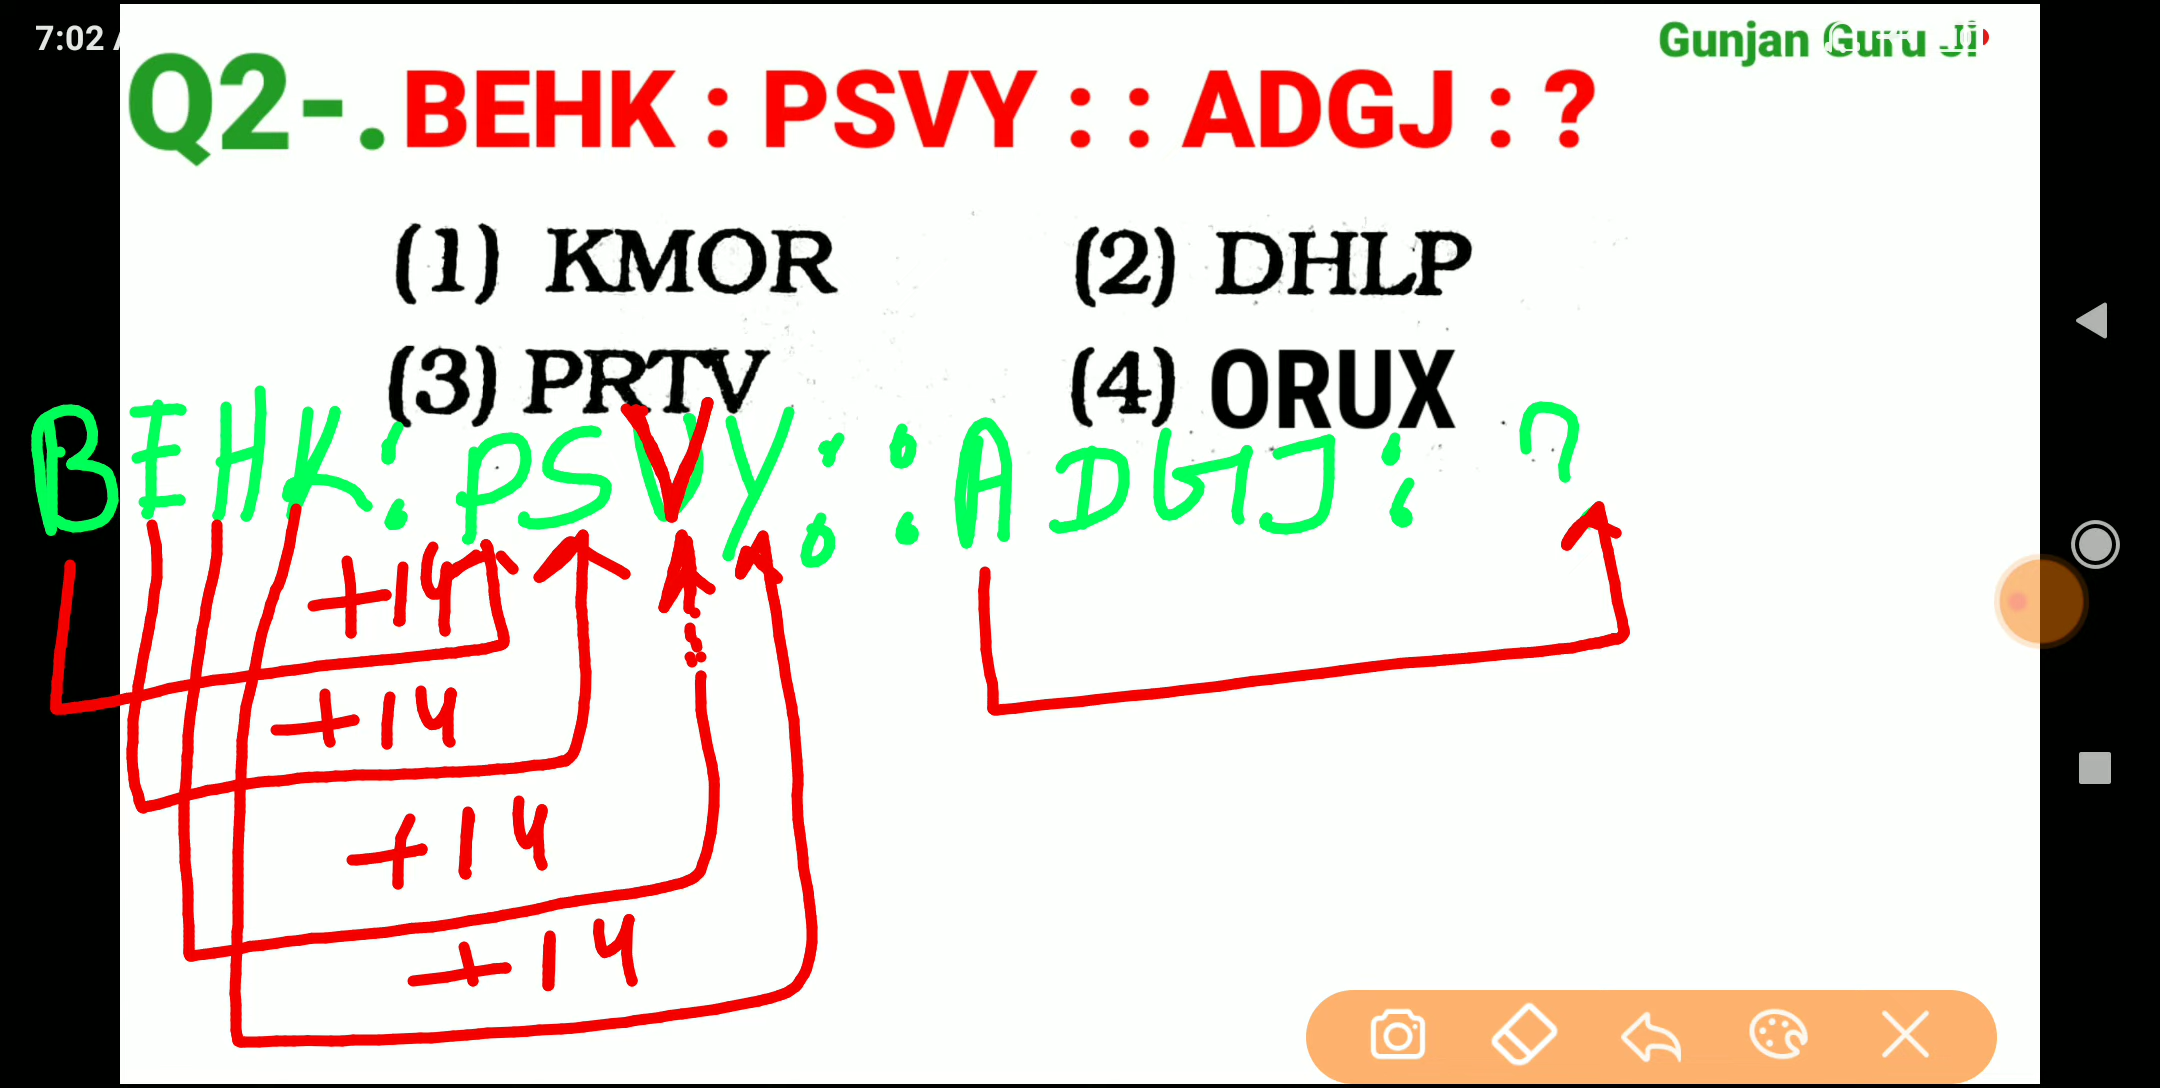 7:02
Gunjan Guru Ji
Q2-. BEHK : PSVY : : ADGJ : ?
(1) KMOR (2) DHLP
(3) PRTV (4) ORUX
BEHK : PSVY : : ADGJ : ?
+14
+14
+14
+14